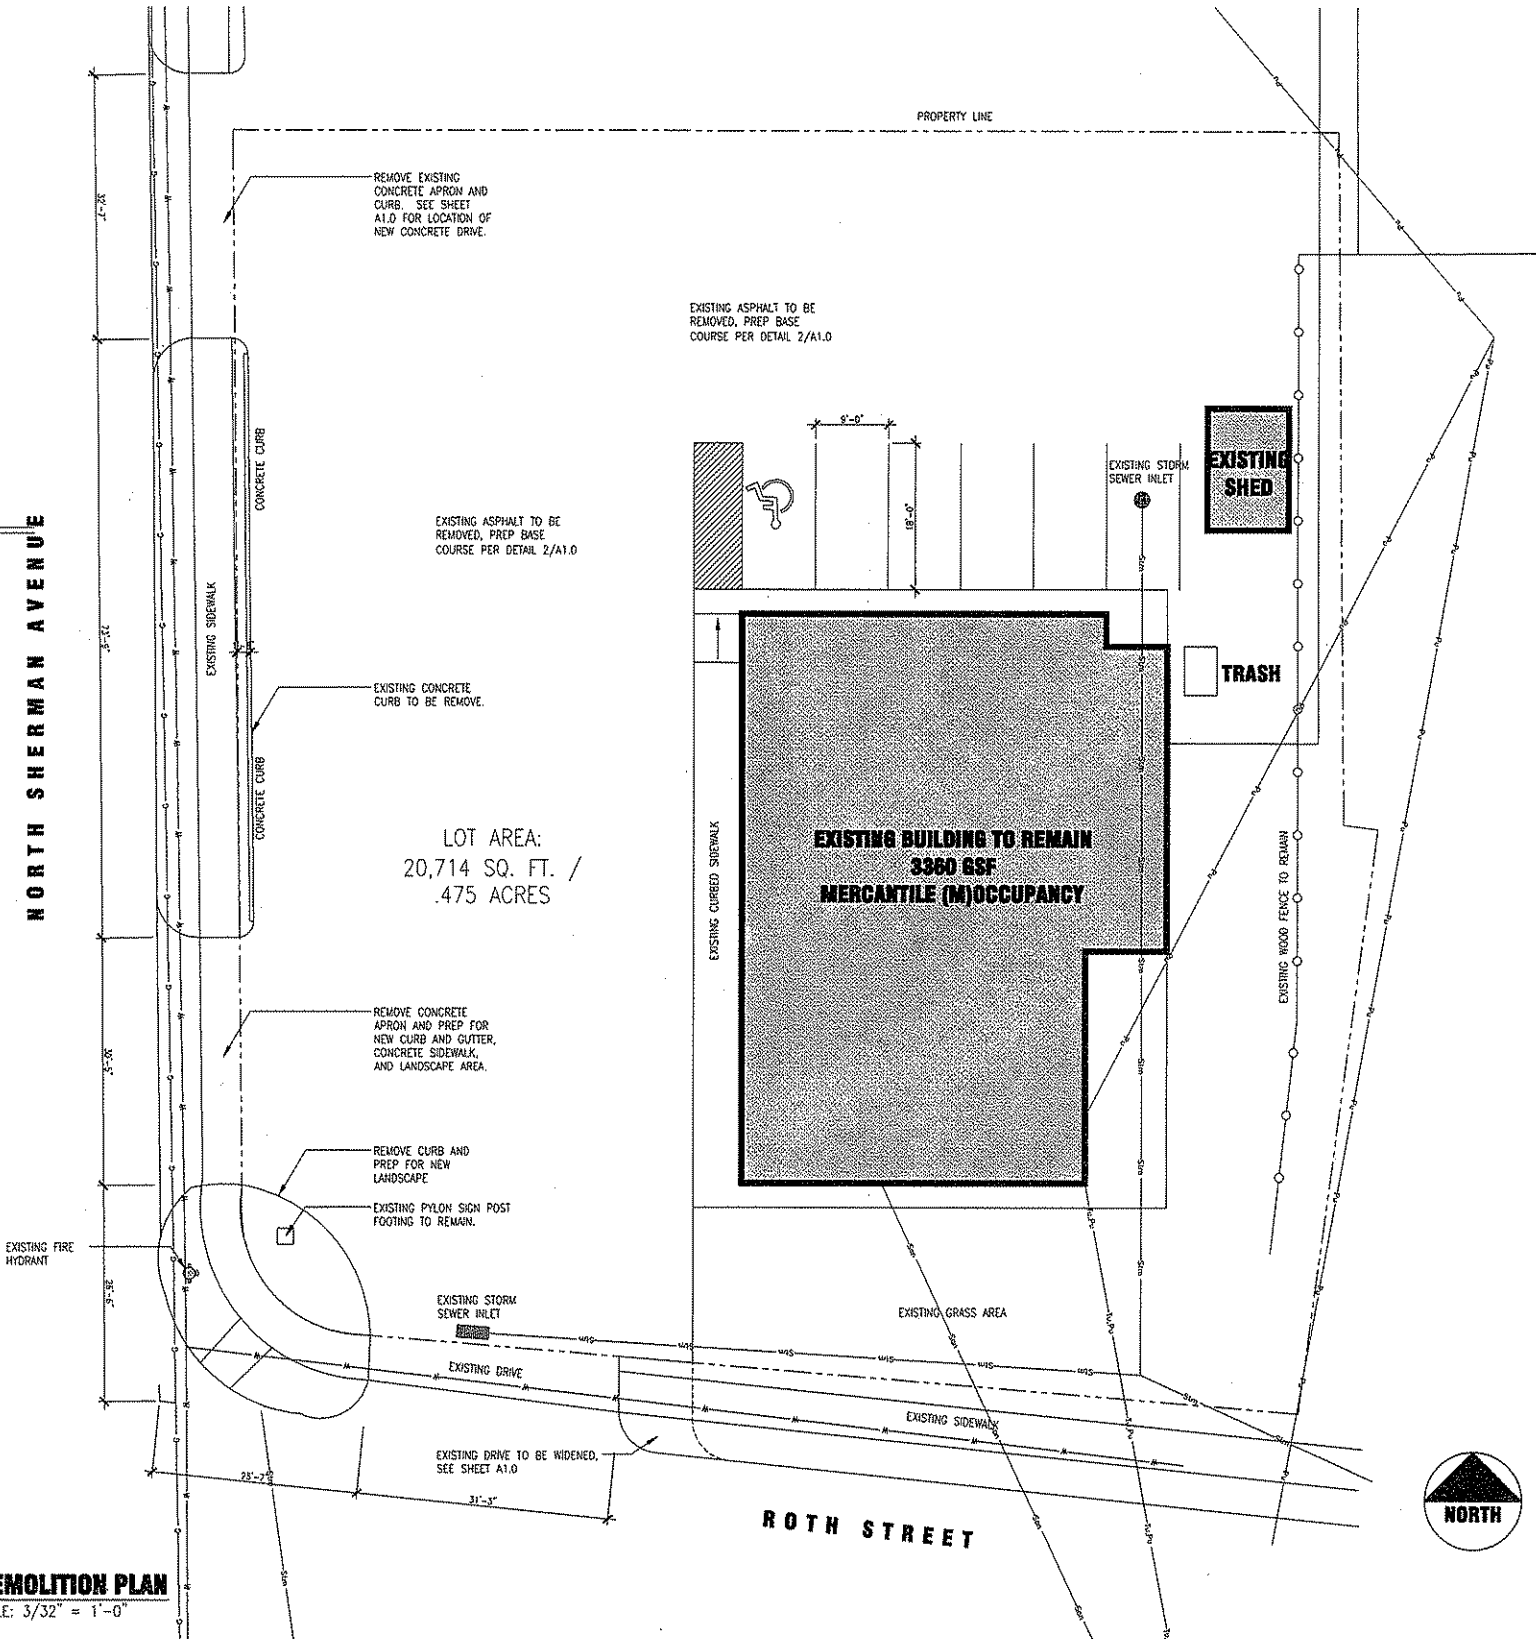 PROPERTY LINE
REMOVE EXISTING
CONCRETE APRON AND
CURB. SEE SHEET
A1.0 FOR LOCATION OF
NEW CONCRETE DRIVE.
32'-7"
EXISTING ASPHALT TO BE
REMOVED, PREP BASE
COURSE PER DETAIL 2/A1.0
9'-0"
18'-0"
EXISTING STORM
SEWER INLET
EXISTING
SHED
CONCRETE CURB
EXISTING ASPHALT TO BE
REMOVED, PREP BASE
COURSE PER DETAIL 2/A1.0
NORTH SHERMAN AVENUE
EXISTING SIDEWALK
EXISTING CONCRETE
CURB TO BE REMOVE.
TRASH
CONCRETE CURB
LOT AREA:
20,714 SQ. FT. /
.475 ACRES
EXISTING CURBED SIDEWALK
EXISTING BUILDING TO REMAIN
3360 GSF
MERCANTILE (M)OCCUPANCY
EXISTING WOOD FENCE TO REMAIN
REMOVE CONCRETE
APRON AND PREP FOR
NEW CURB AND GUTTER,
CONCRETE SIDEWALK,
AND LANDSCAPE AREA.
REMOVE CURB AND
PREP FOR NEW
LANDSCAPE
EXISTING PYLON SIGN POST
FOOTING TO REMAIN.
EXISTING FIRE
HYDRANT
EXISTING STORM
SEWER INLET
EXISTING GRASS AREA
EXISTING DRIVE
EXISTING SIDEWALK
EXISTING DRIVE TO BE WIDENED,
SEE SHEET A1.0
31'-3"
ROTH STREET
NORTH
EMOLITION PLAN
LE: 3/32" = 1'-0"